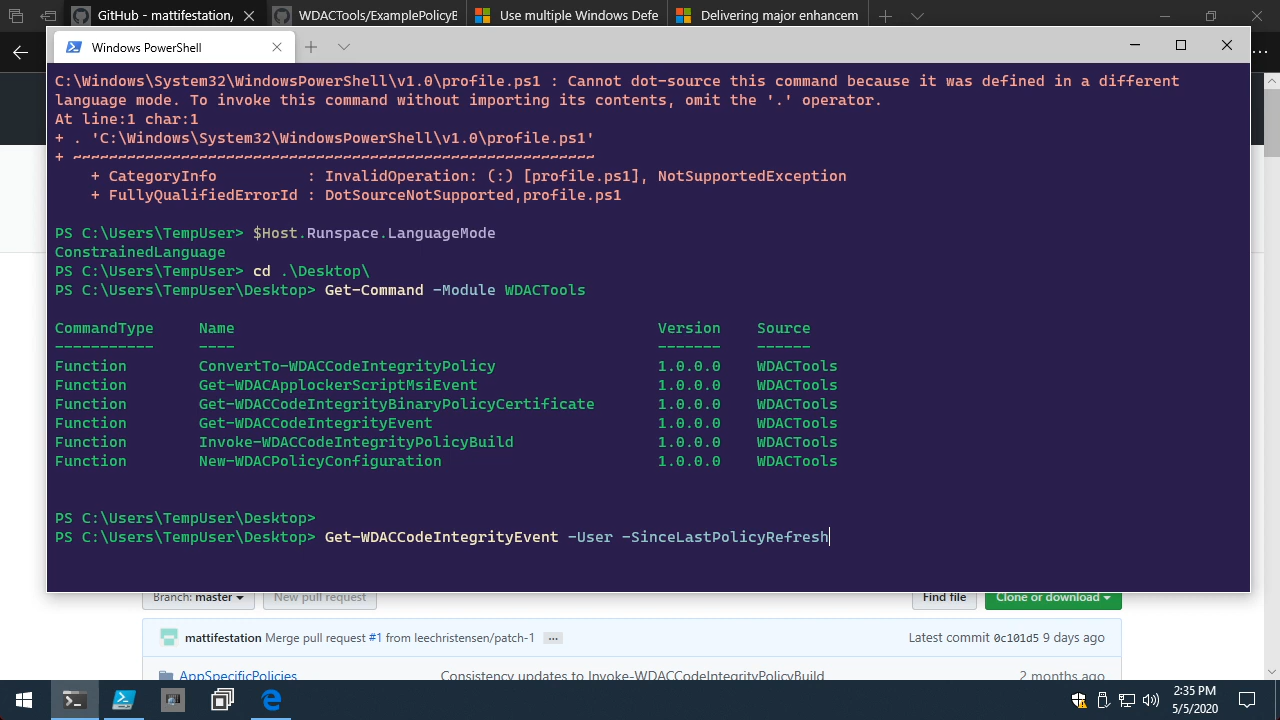 GitHub - mattifestation/
WDACTools/ExamplePolicyB
Use multiple Windows Defe
Delivering major enhancem
Windows PowerShell
C:\Windows\System32\WindowsPowerShell\v1.0\profile.ps1 : Cannot dot-source this command because it was defined in a different
language mode. To invoke this command without importing its contents, omit the '.' operator.
At line:1 char:1
+ . 'C:\Windows\System32\WindowsPowerShell\v1.0\profile.ps1'
+ ~~~~~~~~~~~~~~~~~~~~~~~~~~~~~~~~~~~~~~~~~~~~~~~~~~~~~~~~~~
+ CategoryInfo          : InvalidOperation: (:) [profile.ps1], NotSupportedException
+ FullyQualifiedErrorId : DotSourceNotSupported,profile.ps1
PS C:\Users\TempUser> $Host.Runspace.LanguageMode
ConstrainedLanguage
PS C:\Users\TempUser> cd .\Desktop\
PS C:\Users\TempUser\Desktop> Get-Command -Module WDACTools
CommandType     Name                                               Version    Source
-----------     ----                                               -------    ------
Function        ConvertTo-WDACCodeIntegrityPolicy                  1.0.0.0    WDACTools
Function        Get-WDACApplockerScriptMsiEvent                    1.0.0.0    WDACTools
Function        Get-WDACCodeIntegrityBinaryPolicyCertificate       1.0.0.0    WDACTools
Function        Get-WDACCodeIntegrityEvent                         1.0.0.0    WDACTools
Function        Invoke-WDACCodeIntegrityPolicyBuild                1.0.0.0    WDACTools
Function        New-WDACPolicyConfiguration                        1.0.0.0    WDACTools
PS C:\Users\TempUser\Desktop>
PS C:\Users\TempUser\Desktop> Get-WDACCodeIntegrityEvent -User -SinceLastPolicyRefresh
Branch: master New pull request Find file Clone or download
mattifestation Merge pull request #1 from leechristensen/patch-1 ... Latest commit 0c101d5 9 days ago
AppSpecificPolicies Consistency updates to Invoke-WDACCodeIntegrityPolicyBuild 2 months ago
2:35 PM
5/5/2020